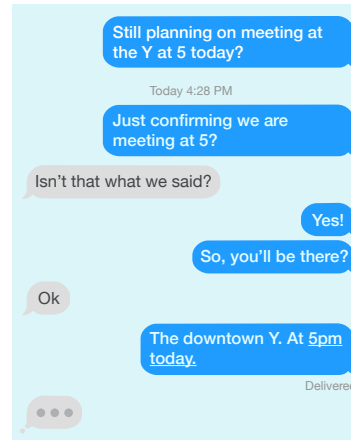 Still planning on meeting at
the Y at 5 today?
Today 4:28 PM
Just confirming we are
meeting at 5?
Isn’t that what we said?
Yes!
So, you’ll be there?
Ok
The downtown Y. At 5pm
today.
Delivered